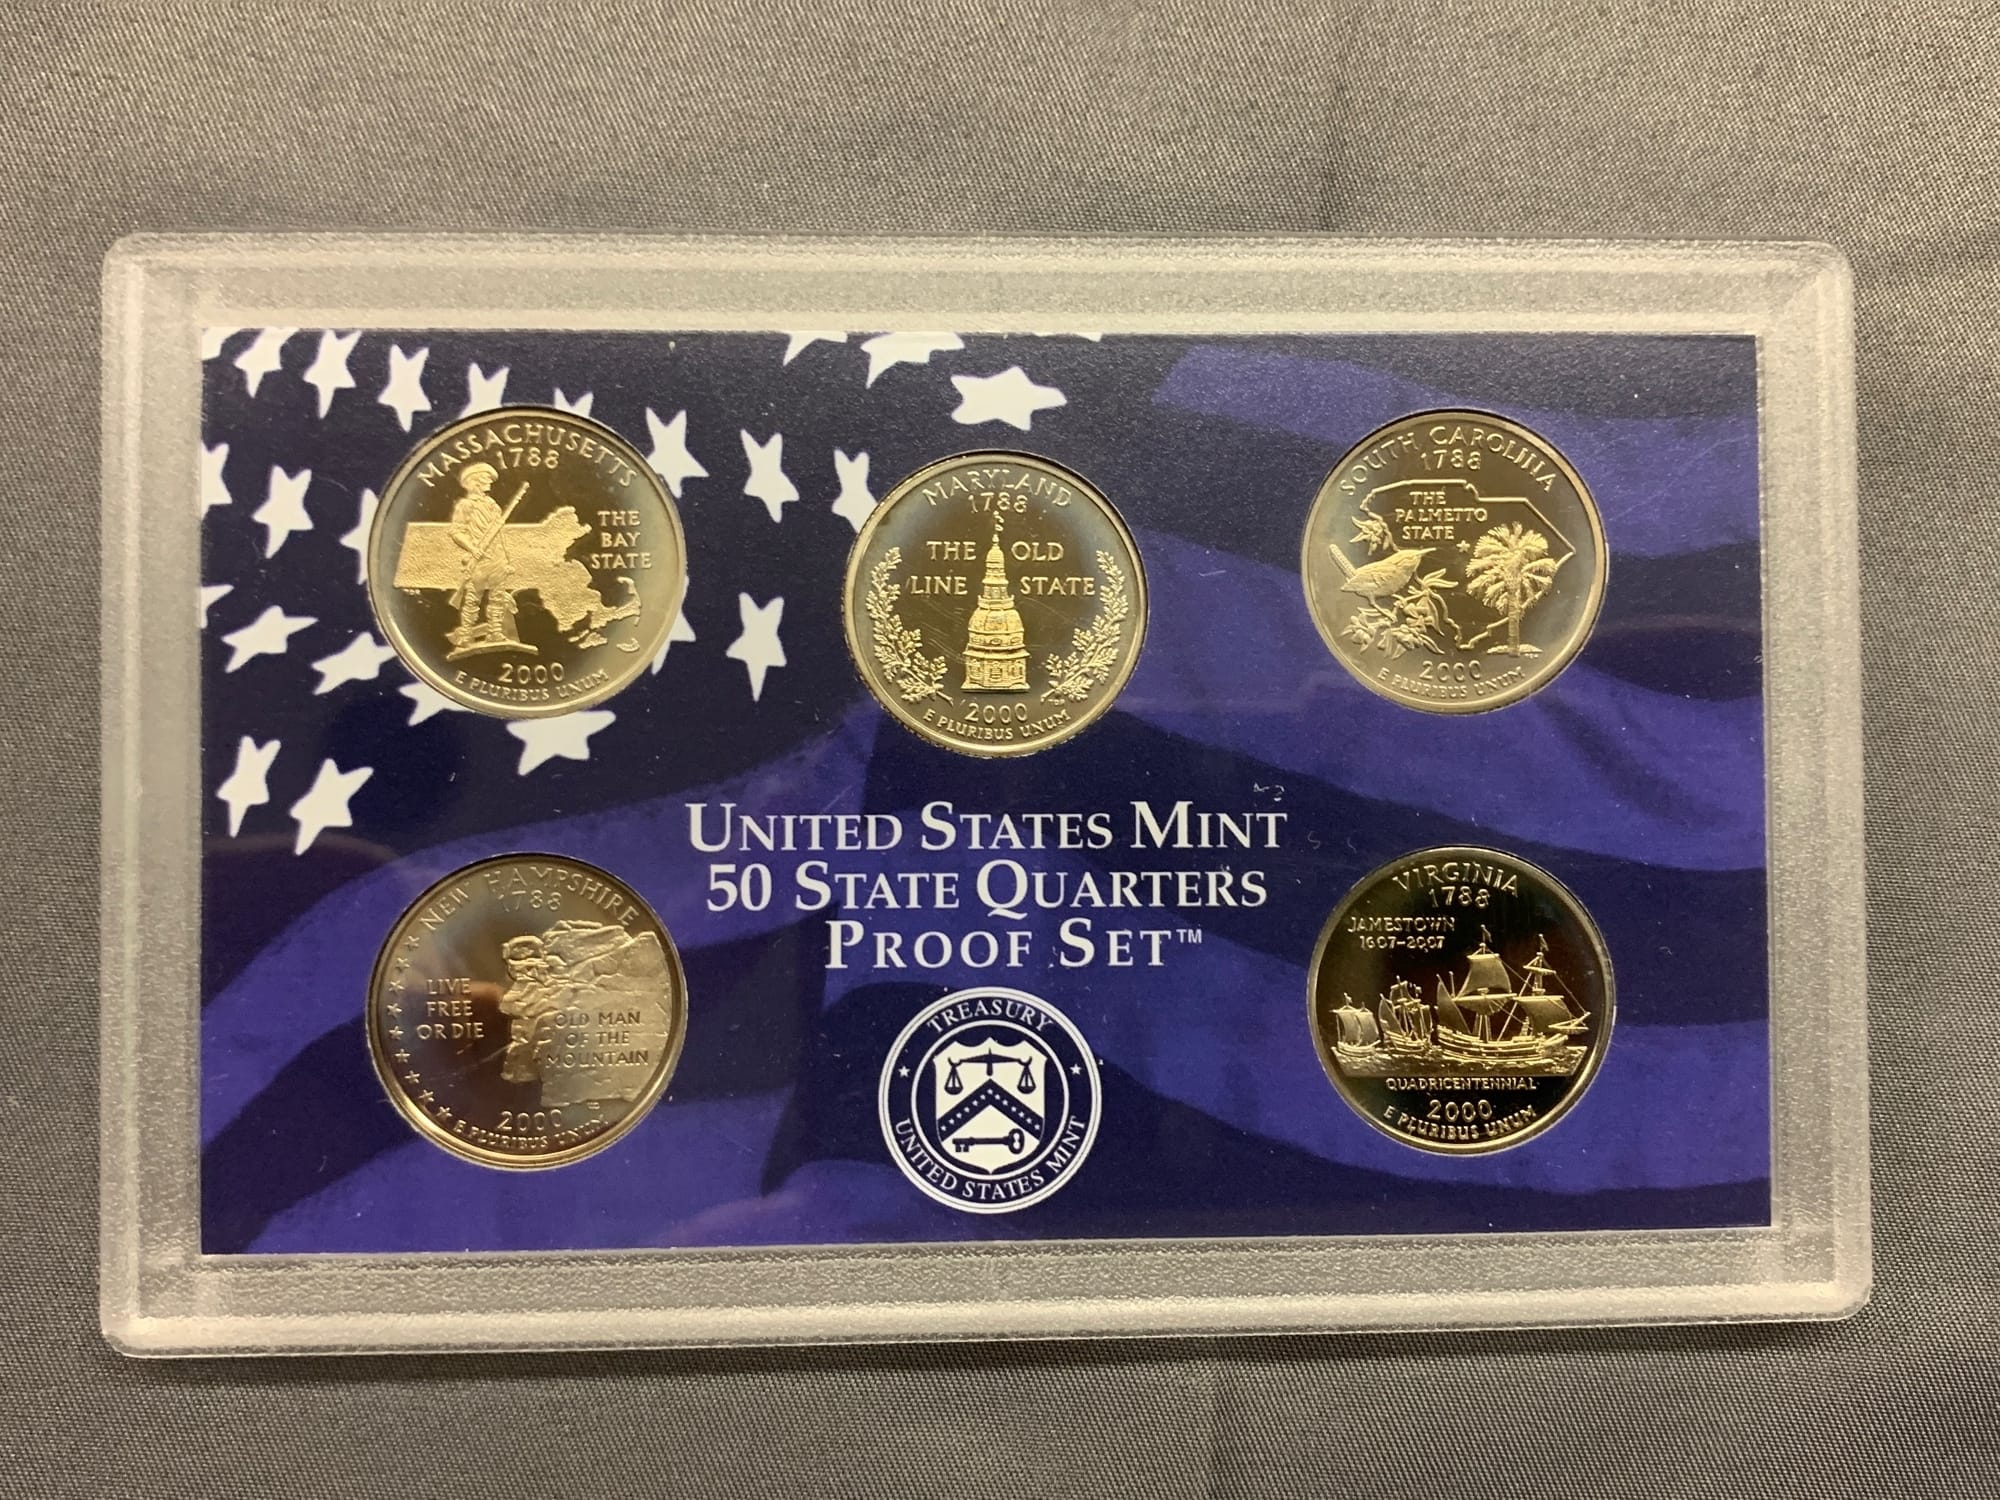 MASSACHUSETTS
1788
THE
BAY
STATE
2000
E PLURIBUS UNUM
MARYLAND
1788
THE OLD
LINE STATE
2000
E PLURIBUS UNUM
SOUTH CAROLINA
1788
THE
PALMETTO
STATE
2000
E PLURIBUS UNUM
UNITED STATES MINT
50 STATE QUARTERS
PROOF SET™
NEW HAMPSHIRE
1788
LIVE
FREE
OR DIE
OLD MAN
OF THE
MOUNTAIN
2000
E PLURIBUS UNUM
TREASURY
UNITED STATES MINT
VIRGINIA
1788
JAMESTOWN
1607-2007
QUADRICENTENNIAL
2000
E PLURIBUS UNUM